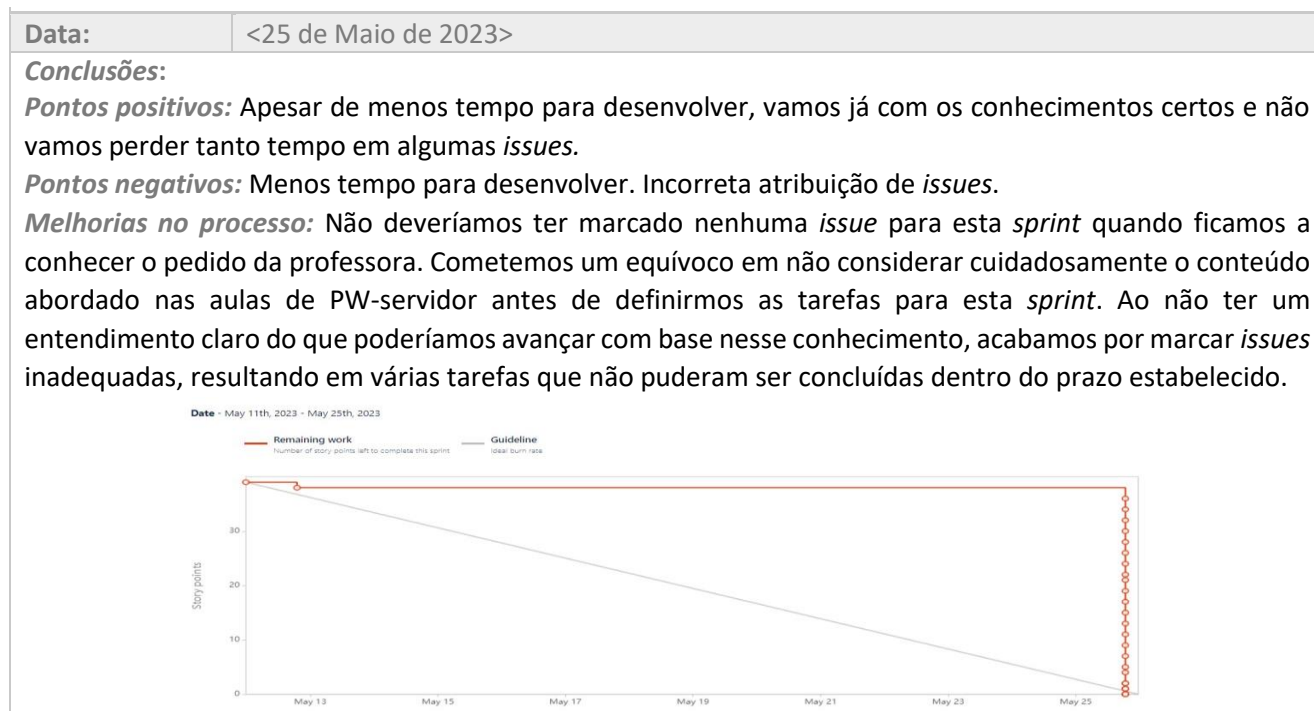 Data: <25 de Maio de 2023>
Conclusões:
Pontos positivos: Apesar de menos tempo para desenvolver, vamos já com os conhecimentos certos e não
vamos perder tanto tempo em algumas issues.
Pontos negativos: Menos tempo para desenvolver. Incorreta atribuição de issues.
Melhorias no processo: Não deveríamos ter marcado nenhuma issue para esta sprint quando ficamos a
conhecer o pedido da professora. Cometemos um equívoco em não considerar cuidadosamente o conteúdo
abordado nas aulas de PW-servidor antes de definirmos as tarefas para esta sprint. Ao não ter um
entendimento claro do que poderíamos avançar com base nesse conhecimento, acabamos por marcar issues
inadequadas, resultando em várias tarefas que não puderam ser concluídas dentro do prazo estabelecido.
Date - May 11th, 2023 - May 25th, 2023
Remaining work Guideline
Number of story points left to complete this sprint Ideal burn rate
Story points
30
20
10
0
May 13 May 15 May 17 May 19 May 21 May 23 May 25